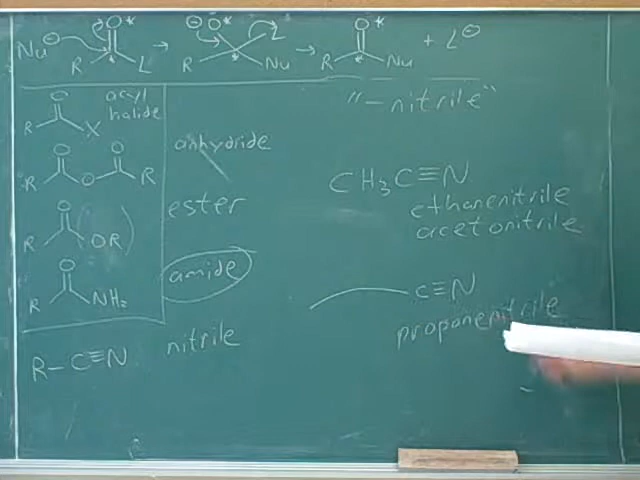 Nu⊖ O* R * L → ⊖ O* R * L Nu → O* R * Nu + L⊖
O R X acyl halide
"-nitrile"
anhydride
O O R O R
CH3C≡N
ethanenitrile
acetonitrile
ester
O R (OR)
amide
O R NH2
C≡N
propanenitrile
R-C≡N nitrile